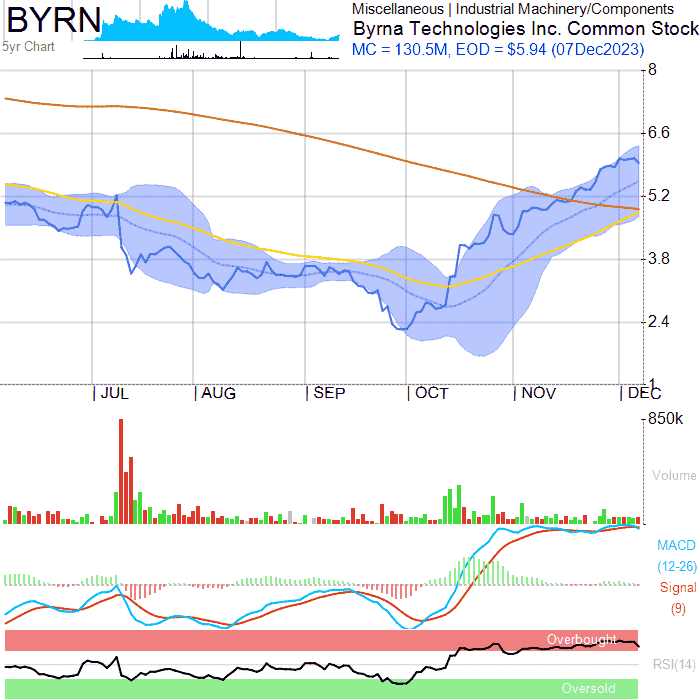 BYRN
5yr Chart
Miscellaneous | Industrial Machinery/Components
Byrna Technologies Inc. Common Stock
MC = 130.5M, EOD = $5.94 (07Dec2023)
8
6.6
5.2
3.8
2.4
1
| JUL | AUG | SEP | OCT | NOV | DEC
850k
Volume
MACD
(12-26)
Signal
(9)
Overbought
RSI(14)
Oversold